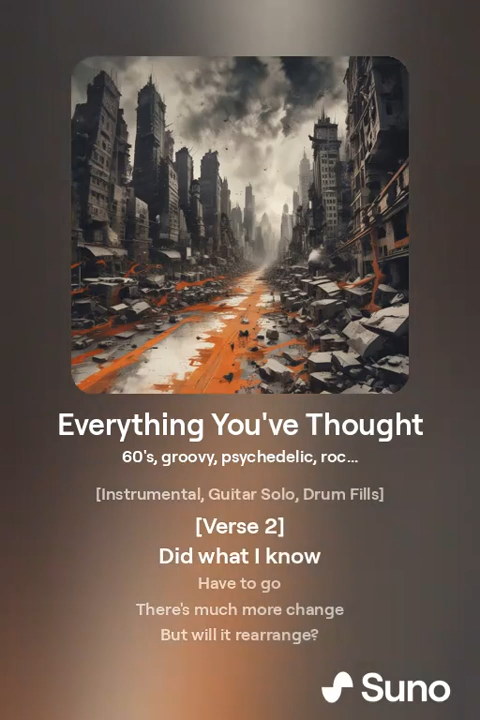 Everything You've Thought
60's, groovy, psychedelic, roc...
[Instrumental, Guitar Solo, Drum Fills]
[Verse 2]
Did what I know
Have to go
There's much more change
But will it rearrange?
Suno